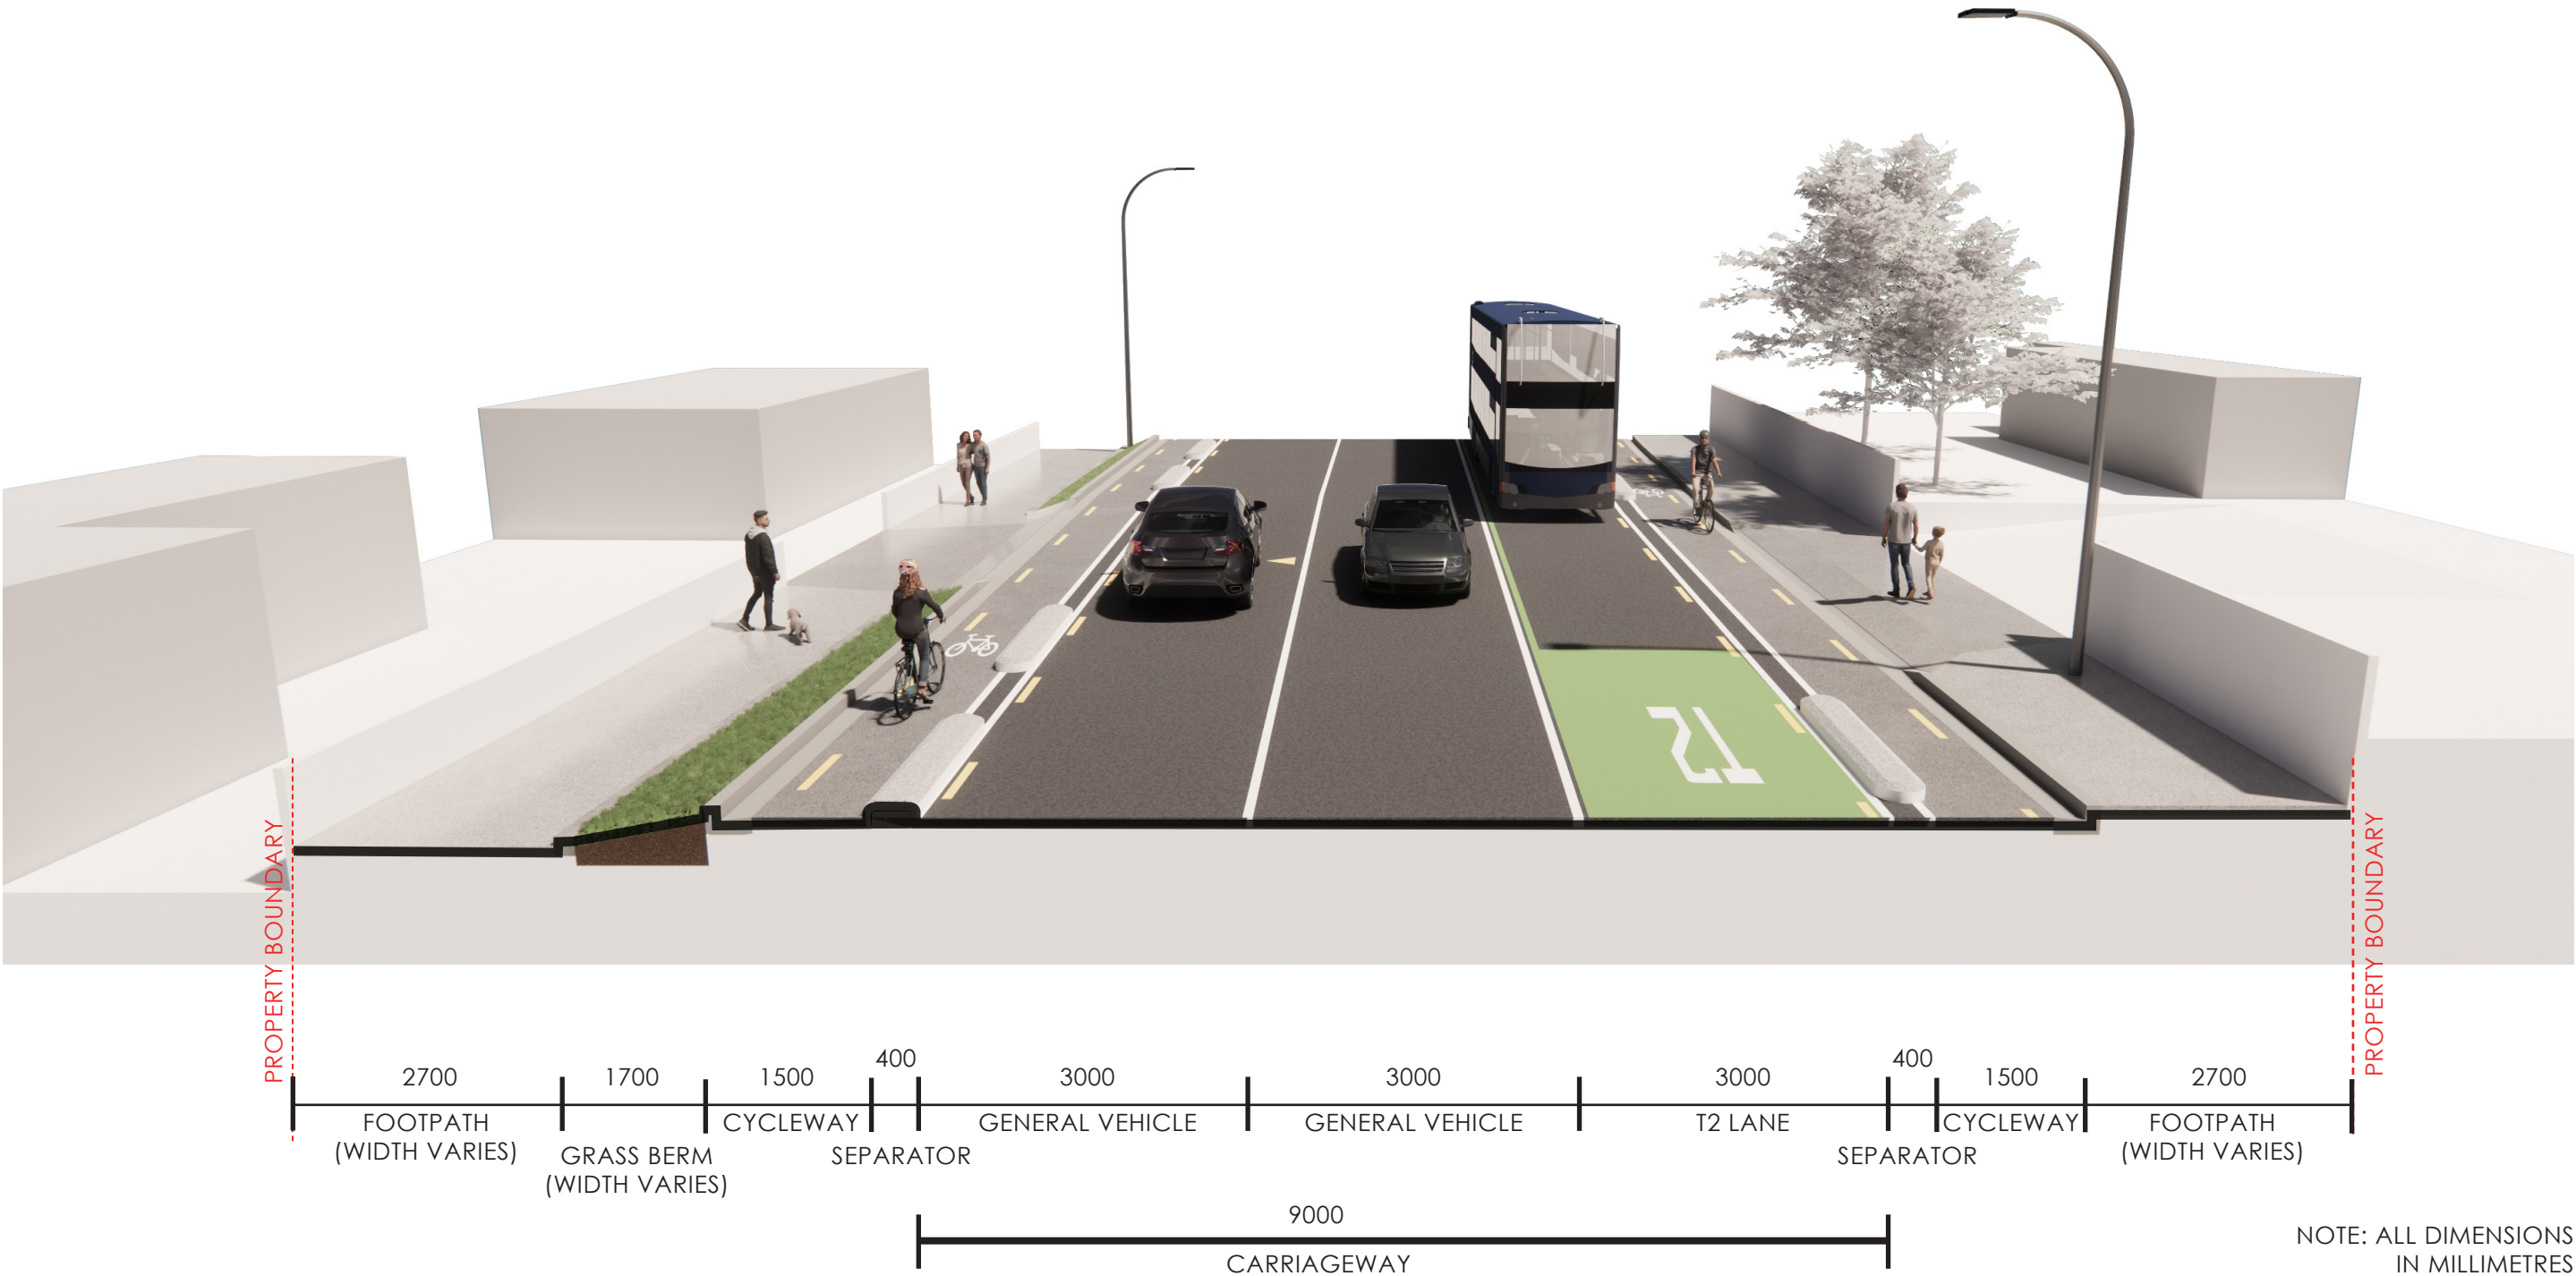 T2
PROPERTY BOUNDARY
PROPERTY BOUNDARY
2700
1700
1500
400
3000
3000
3000
400
1500
2700
FOOTPATH
(WIDTH VARIES)
GRASS BERM
(WIDTH VARIES)
CYCLEWAY
SEPARATOR
GENERAL VEHICLE
GENERAL VEHICLE
T2 LANE
SEPARATOR
CYCLEWAY
FOOTPATH
(WIDTH VARIES)
9000
CARRIAGEWAY
NOTE: ALL DIMENSIONS
IN MILLIMETRES